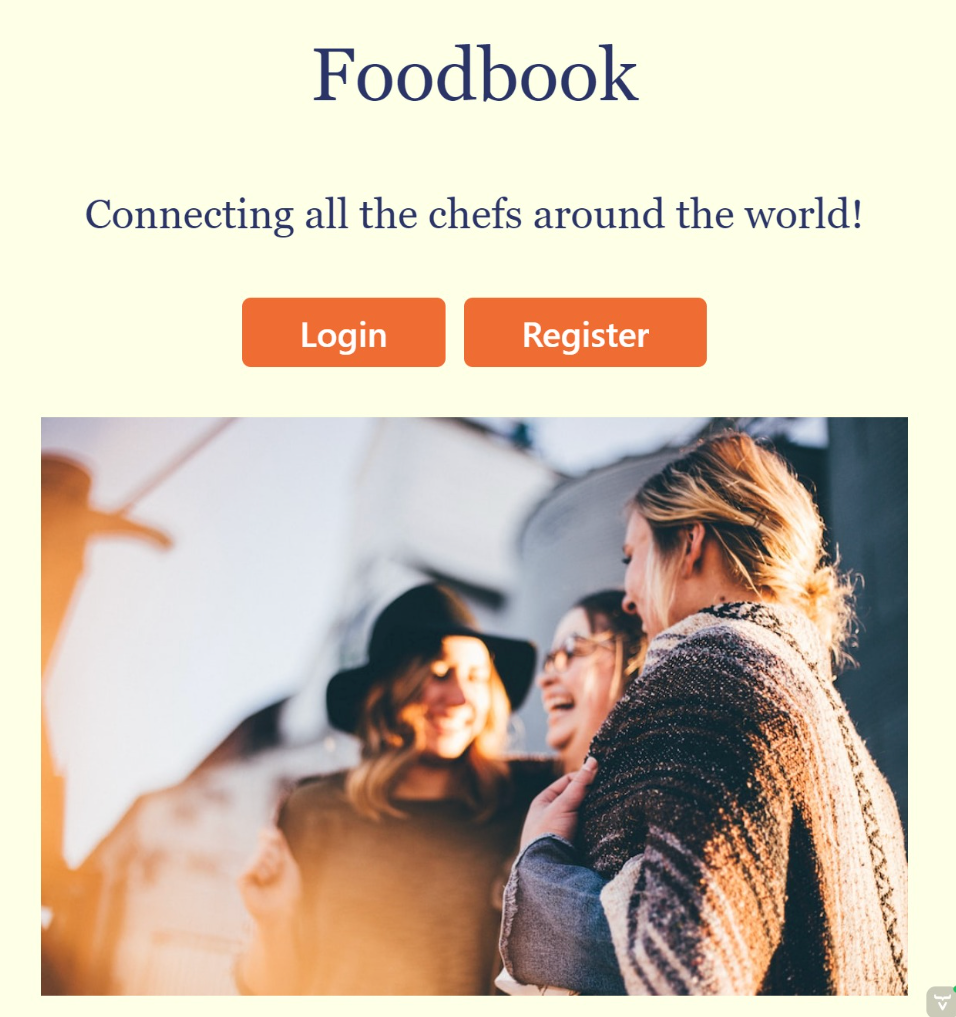 Foodbook
Connecting all the chefs around the world!
Login
Register